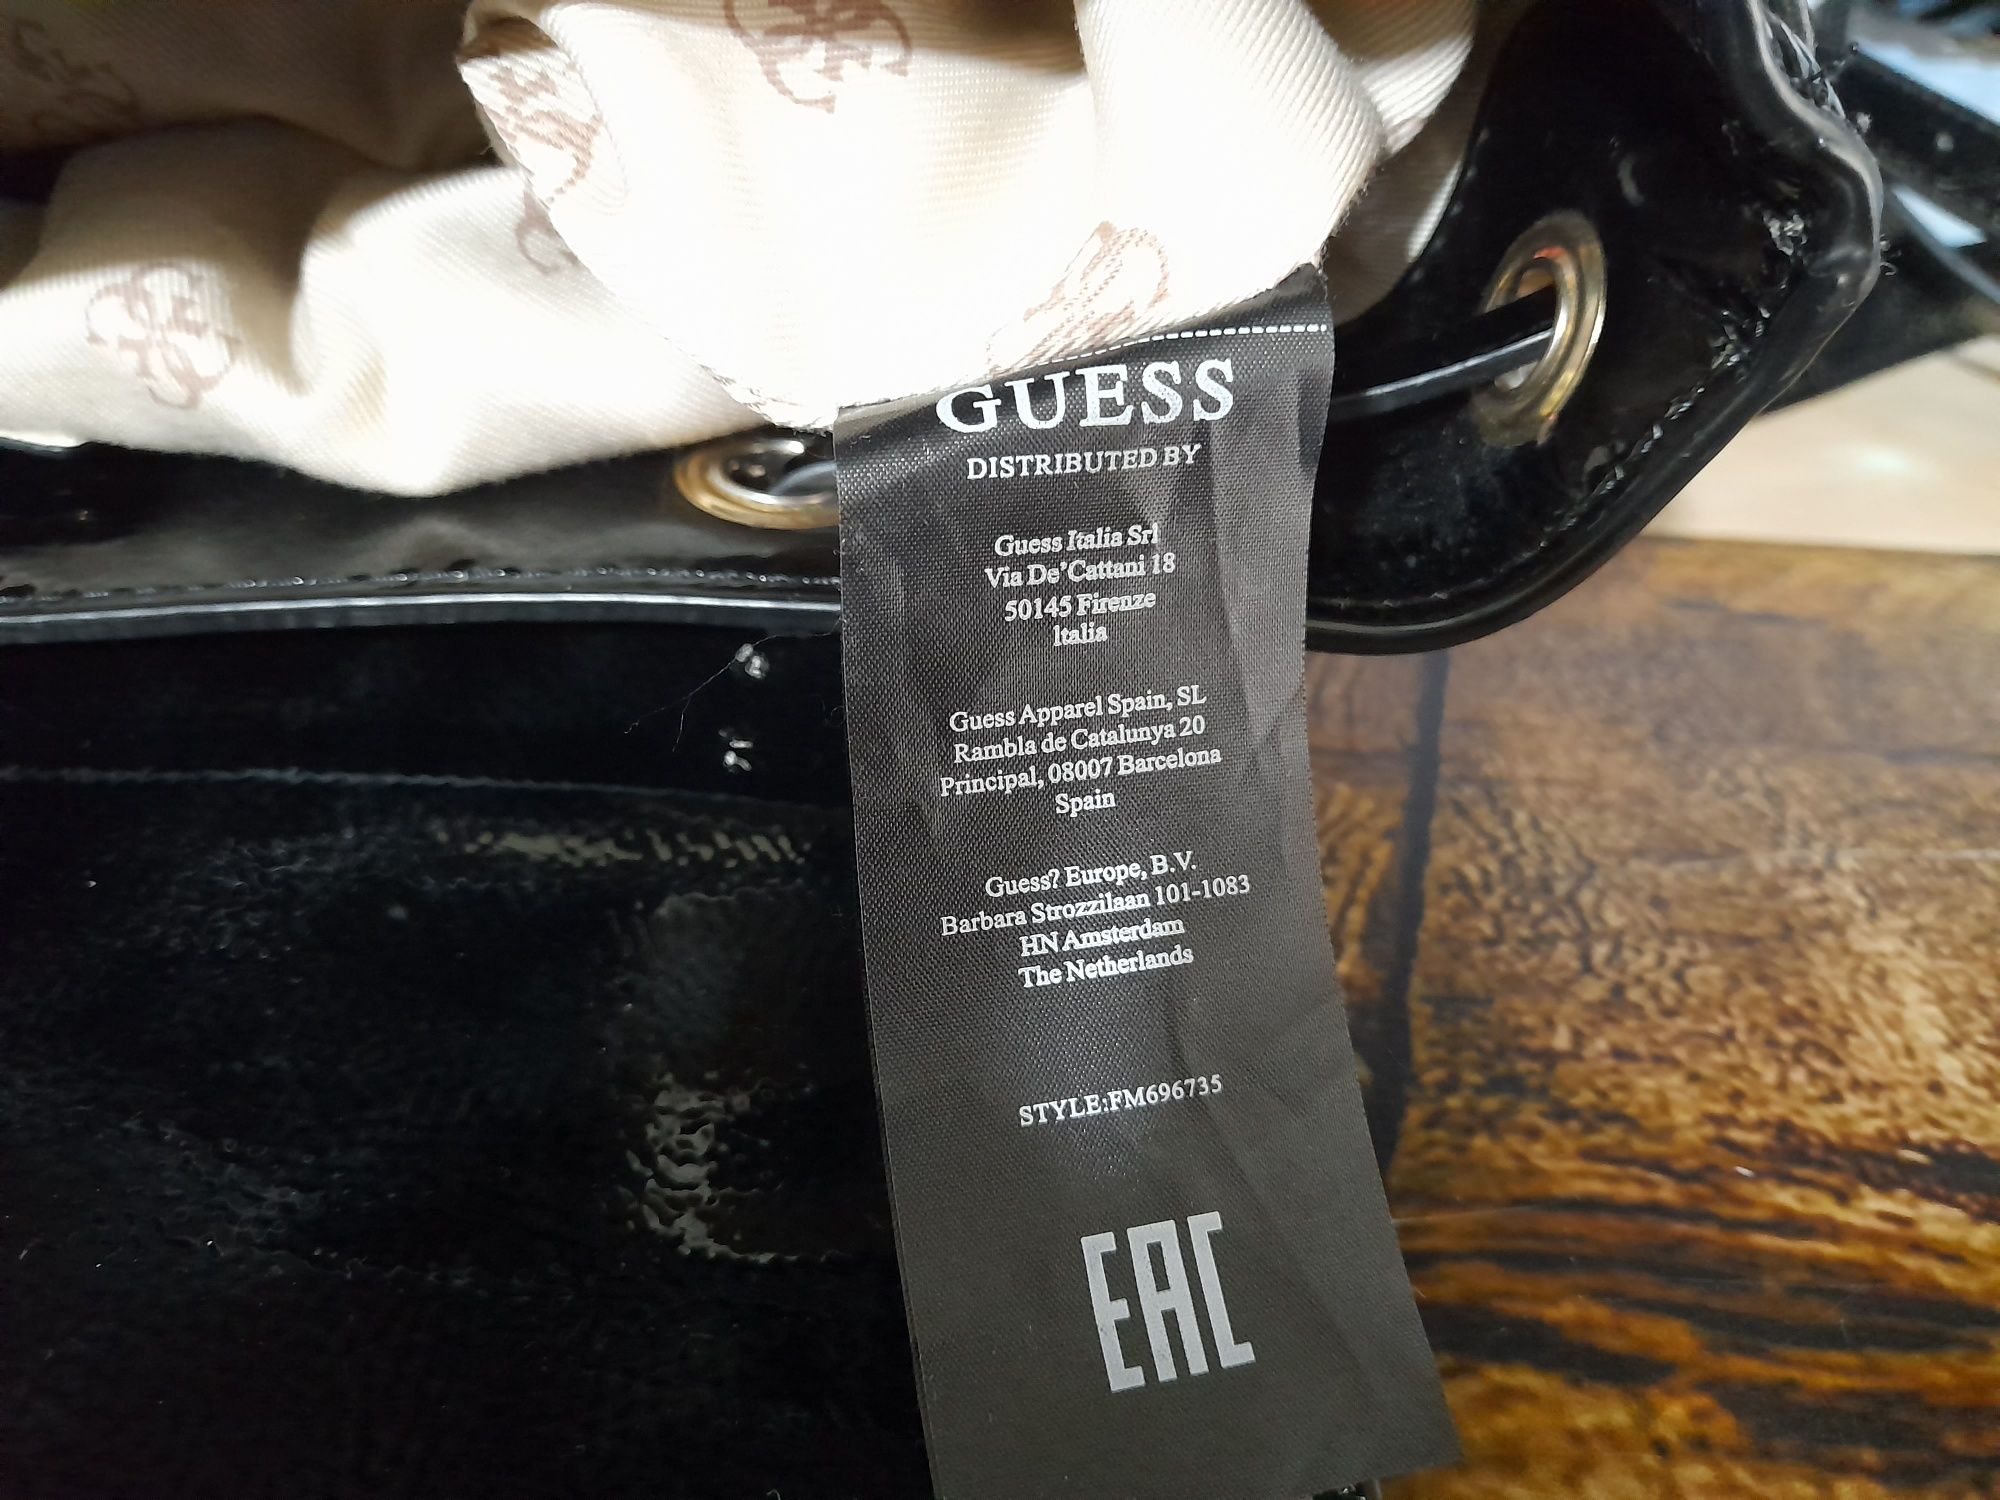 GUESS
DISTRIBUTED BY
Guess Italia Srl
Via De'Cattani 18
50145 Firenze
Italia
Guess Apparel Spain, SL
Rambla de Catalunya 20
Principal, 08007 Barcelona
Spain
Guess? Europe, B.V.
Barbara Strozzilaan 101-1083
HN Amsterdam
The Netherlands
STYLE:FM696735
EAC